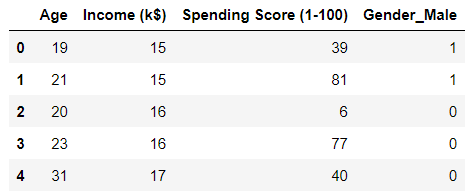 Age Income (k$) Spending Score (1-100) Gender_Male
0 19 15 39 1
1 21 15 81 1
2 20 16 6 0
3 23 16 77 0
4 31 17 40 0